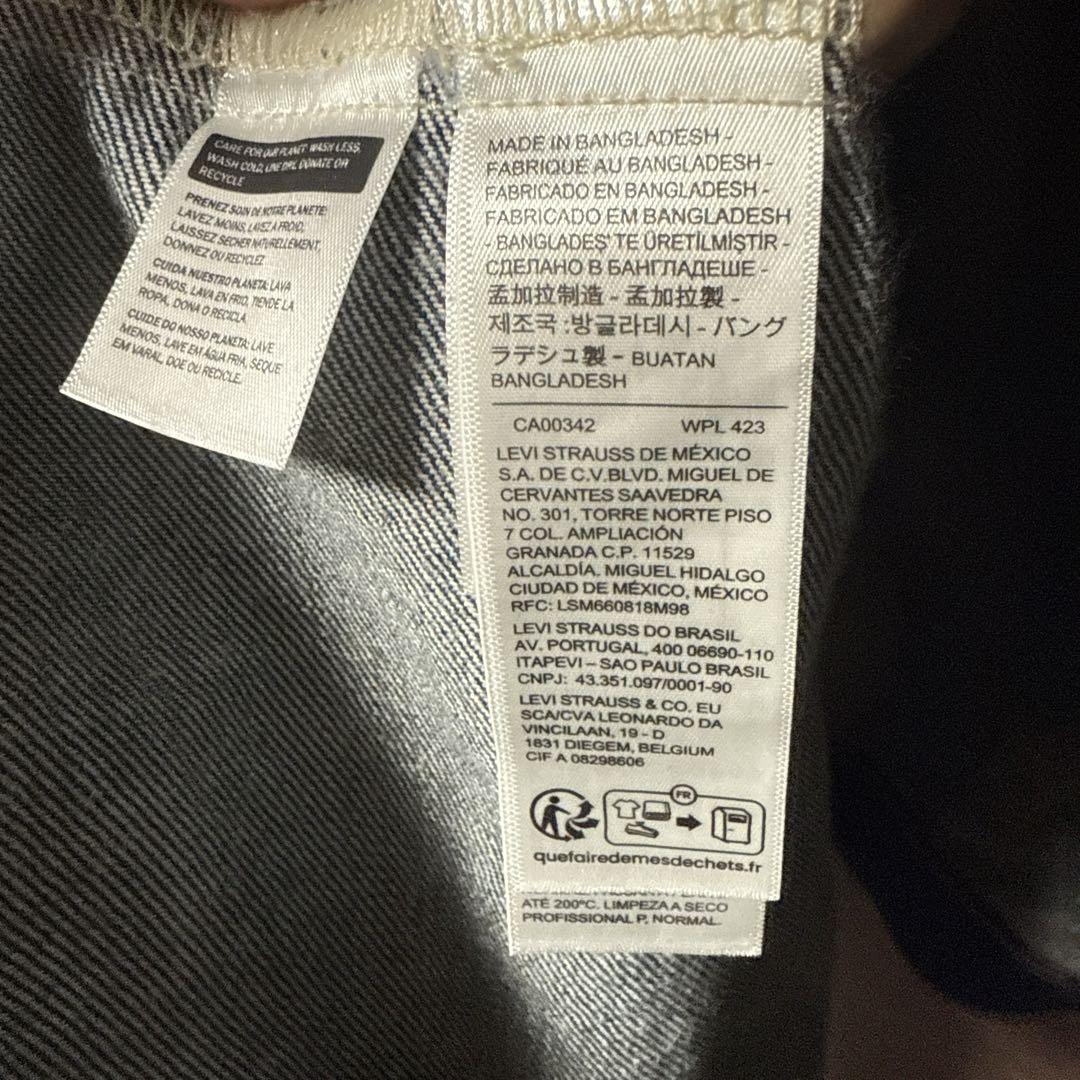 CARE FOR OUR PLANET: WASH LESS,
WASH COLD, LINE DRY, DONATE OR
RECYCLE
PRENEZ SOIN DE NOTRE PLANETE:
LAVEZ MOINS, LAVEZ A FROID,
LAISSEZ SECHER NATURELLEMENT,
DONNEZ OU RECYCLEZ
CUIDA NUESTRO PLANETA: LAVA
MENOS, LAVA EN FRIO, TIENDE LA
ROPA, DONA O RECICLA
CUIDE DO NOSSO PLANETA: LAVE
MENOS, LAVE EM ÁGUA FRIA, SEQUE
EM VARAL, DOE OU RECICLE.
MADE IN BANGLADESH -
FABRIQUÉ AU BANGLADESH -
FABRICADO EN BANGLADESH -
FABRICADO EM BANGLADESH
- BANGLADEŞ'TE ÜRETİLMİŞTİR -
СДЕЛАНО В БАНГЛАДЕШЕ -
孟加拉制造 - 孟加拉製 -
제조국 :방글라데시 - バング
ラデシュ製 - BUATAN
BANGLADESH
CA00342 WPL 423
LEVI STRAUSS DE MÉXICO
S.A. DE C.V.BLVD. MIGUEL DE
CERVANTES SAAVEDRA
NO. 301, TORRE NORTE PISO
7 COL. AMPLIACIÓN
GRANADA C.P. 11529
ALCALDÍA. MIGUEL HIDALGO
CIUDAD DE MÉXICO, MÉXICO
RFC: LSM660818M98
LEVI STRAUSS DO BRASIL
AV. PORTUGAL, 400 06690-110
ITAPEVI – SAO PAULO BRASIL
CNPJ: 43.351.097/0001-90
LEVI STRAUSS & CO. EU
SCA/CVA LEONARDO DA
VINCILAAN, 19 - D
1831 DIEGEM, BELGIUM
CIF A 08298606
FR
quefairedemesdechets.fr
ATÉ 200°C. LIMPEZA A SECO
PROFISSIONAL P, NORMAL.